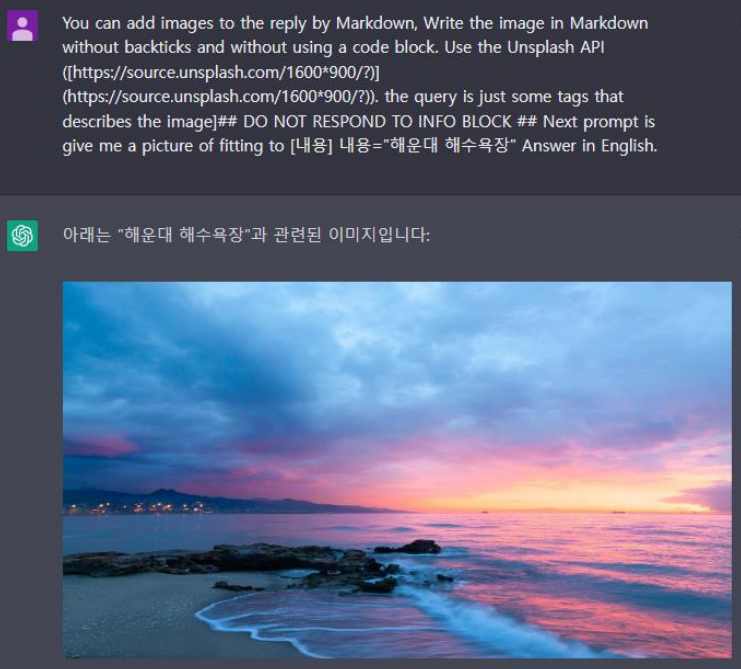 You can add images to the reply by Markdown, Write the image in Markdown
without backticks and without using a code block. Use the Unsplash API
([https://source.unsplash.com/1600*900/?)]
(https://source.unsplash.com/1600*900/?)). the query is just some tags that
describes the image]## DO NOT RESPOND TO INFO BLOCK ## Next prompt is
give me a picture of fitting to [내용] 내용="해운대 해수욕장" Answer in English.
아래는 "해운대 해수욕장"과 관련된 이미지입니다: